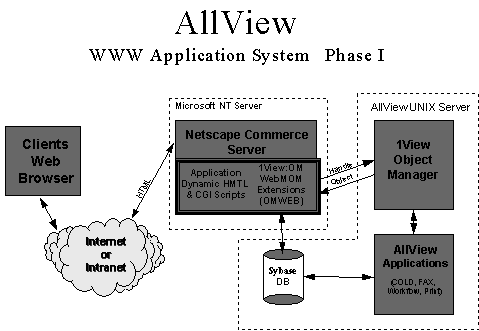 AllView
WWW Application System Phase I
Microsoft NT Server
AllView UNIX Server
Clients
Web
Browser
Netscape Commerce
Server
Application
Dynamic HMTL
& CGI Scripts
1View:OM
WebMOM
Extensions
(OMWEB)
1View
Object
Manager
Handle
Object
HTML
Internet
or
Intranet
Sybase
DB
AllView
Applications
(COLD, FAX,
Workflow, Print)